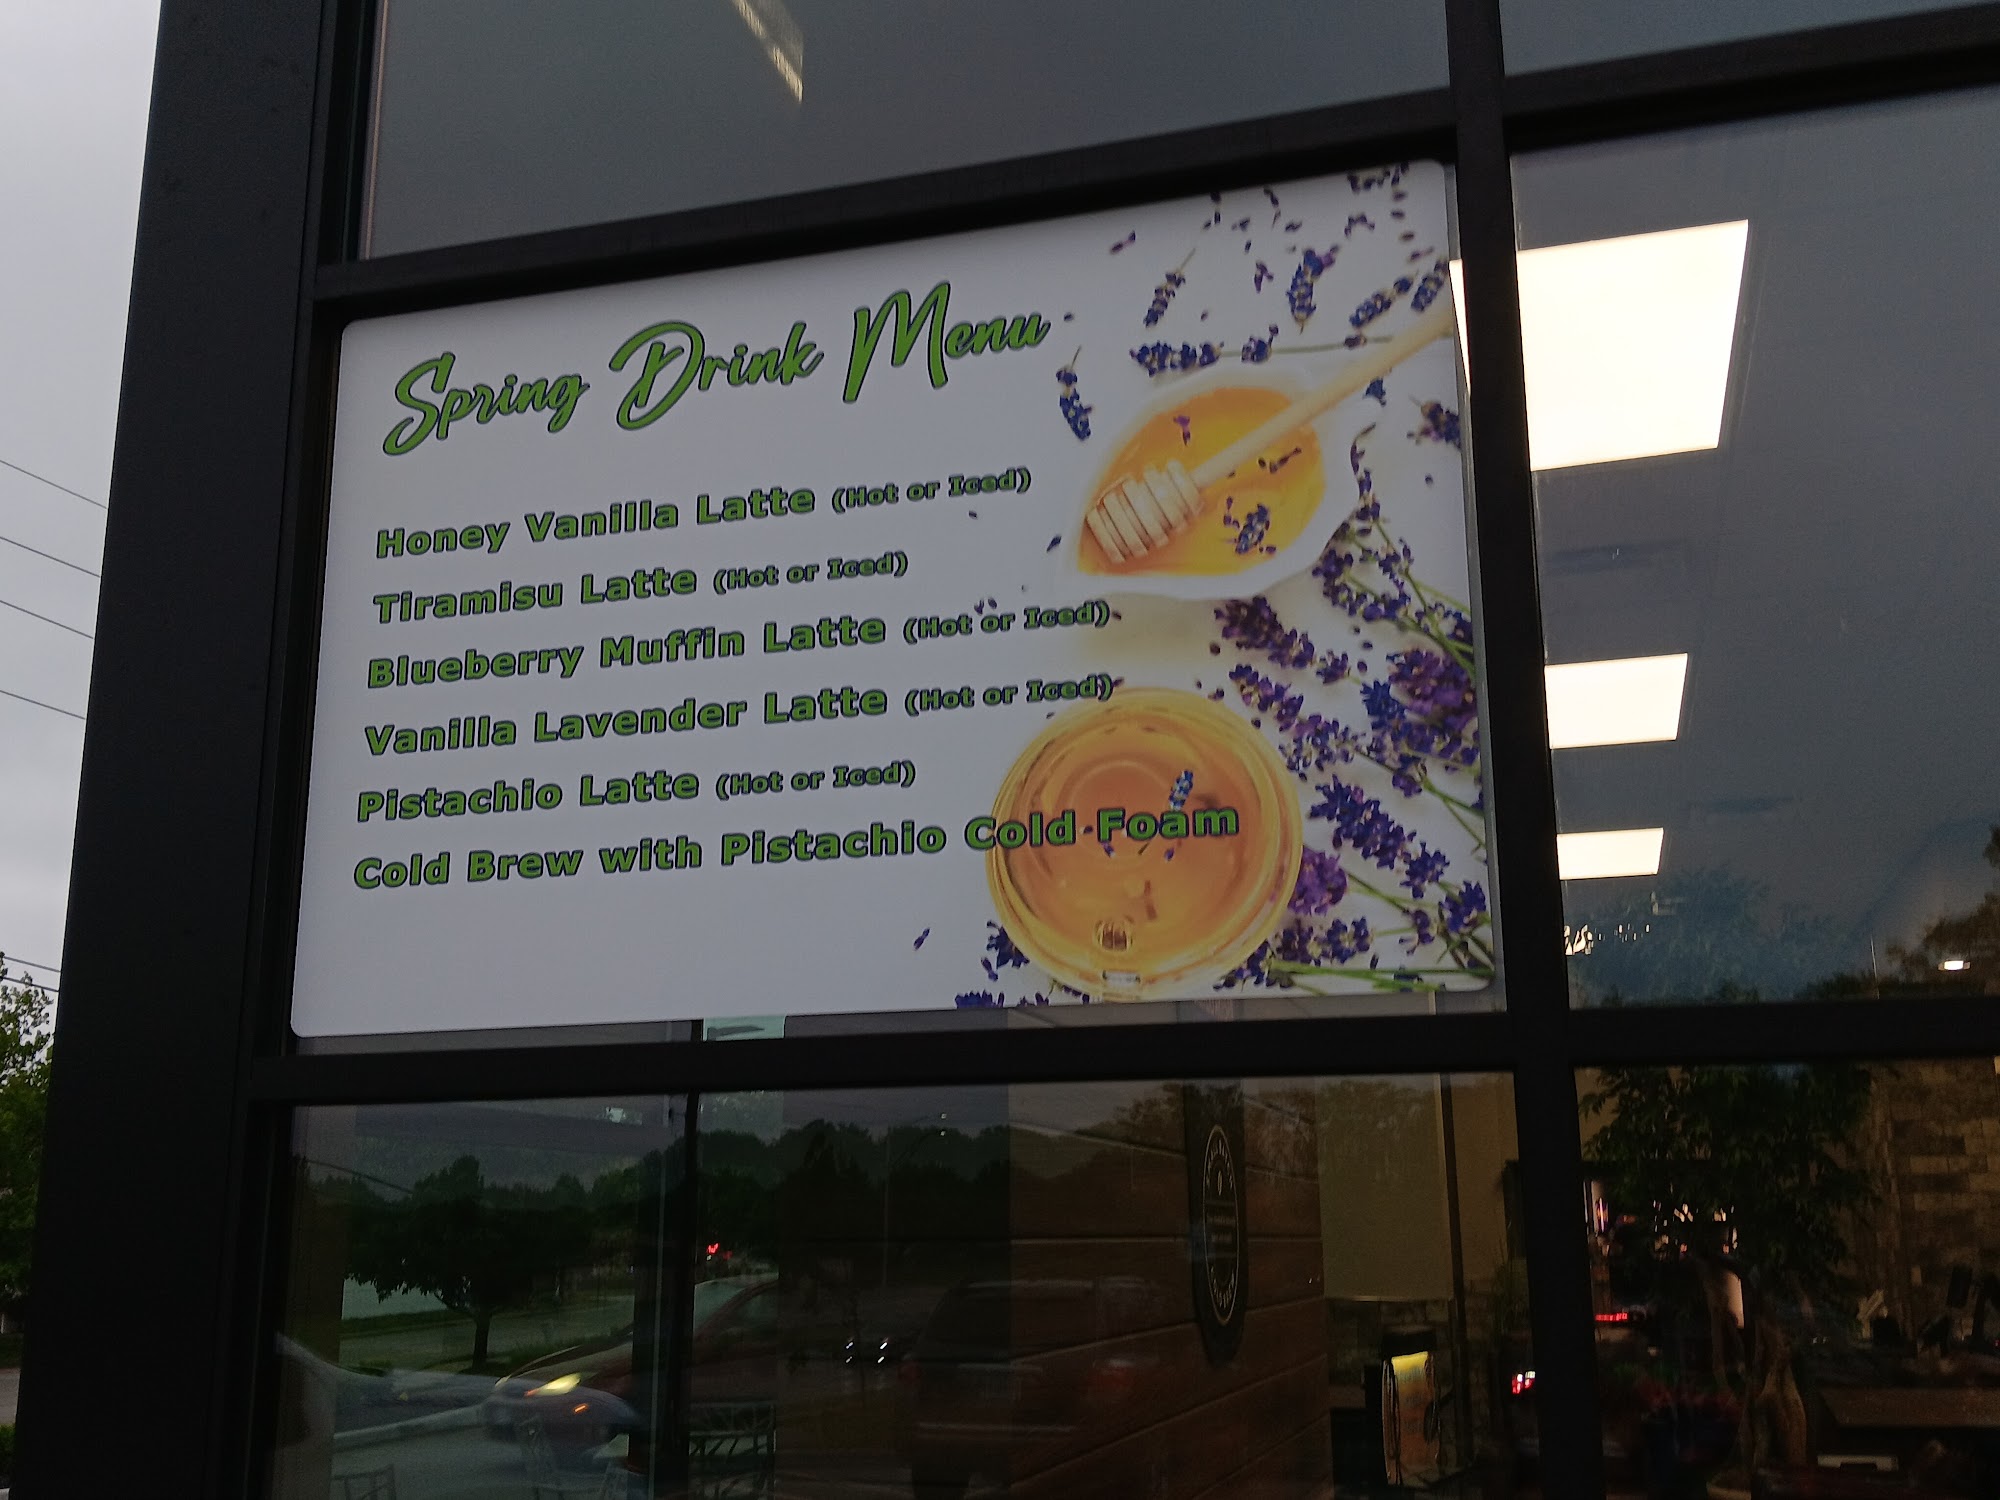 Spring Drink Menu
Honey Vanilla Latte (Hot or Iced)
Tiramisu Latte (Hot or Iced)
Blueberry Muffin Latte (Hot or Iced)
Vanilla Lavender Latte (Hot or Iced)
Pistachio Latte (Hot or Iced)
Cold Brew with Pistachio Cold Foam